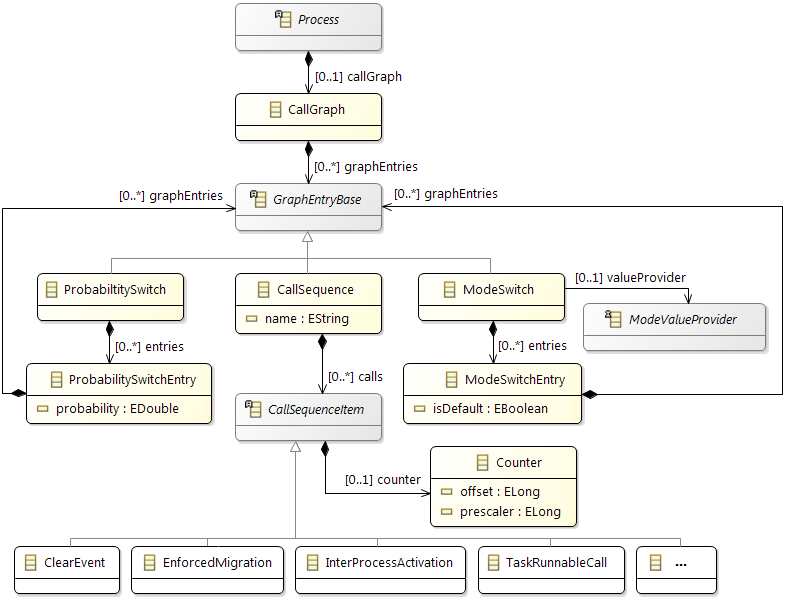 Process
[0..1] callGraph
CallGraph
[0..*] graphEntries
[0..*] graphEntries
GraphEntryBase
[0..*] graphEntries
ProbabiltitySwitch
CallSequence
name : EString
ModeSwitch
[0..1] valueProvider
ModeValueProvider
[0..*] entries
[0..*] entries
ProbabilitySwitchEntry
probability : EDouble
[0..*] calls
ModeSwitchEntry
isDefault : EBoolean
CallSequenceItem
[0..1] counter
Counter
offset : ELong
prescaler : ELong
ClearEvent
EnforcedMigration
InterProcessActivation
TaskRunnableCall
...